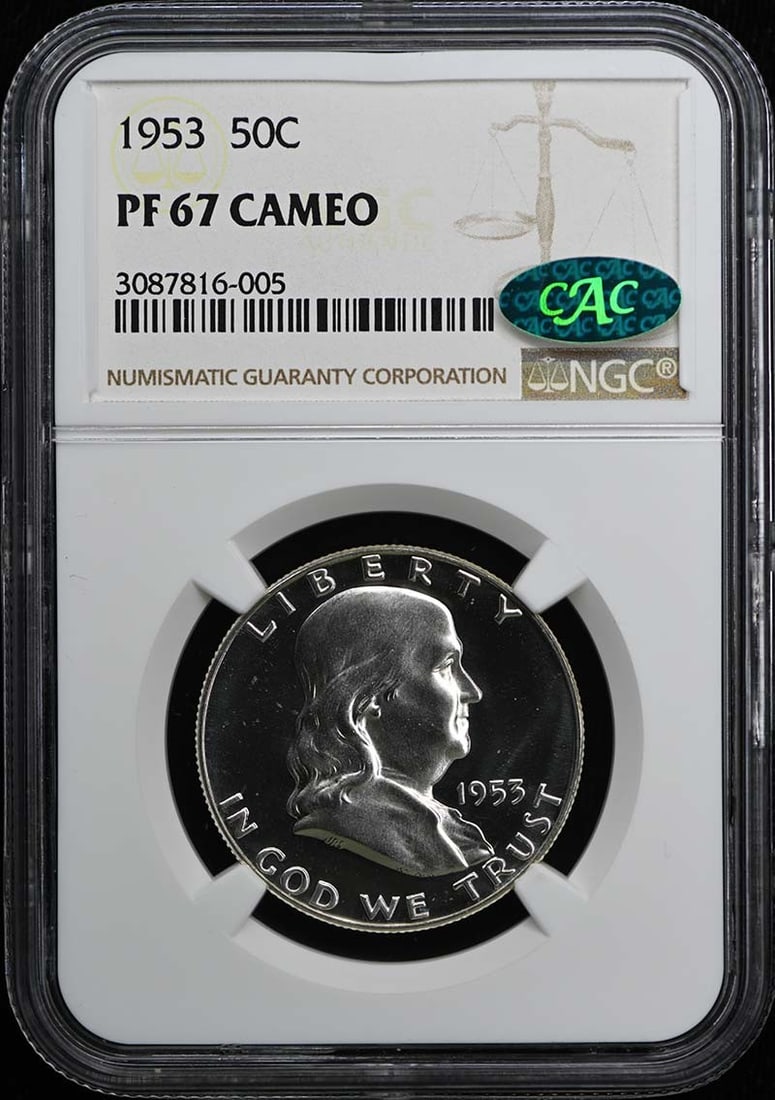 1953 50C
PF 67 CAMEO
3087816-005
CAC
NUMISMATIC GUARANTY CORPORATION
NGC®
LIBERTY
1953
IN GOD WE TRUST